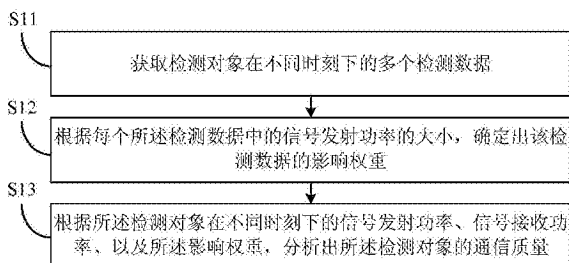 S11
获取检测对象在不同时刻下的多个检测数据
S12
根据每个所述检测数据中的信号发射功率的大小，确定出该检
测数据的影响权重
S13
根据所述检测对象在不同时刻下的信号发射功率、信号接收功
率、以及所述影响权重，分析出所述检测对象的通信质量